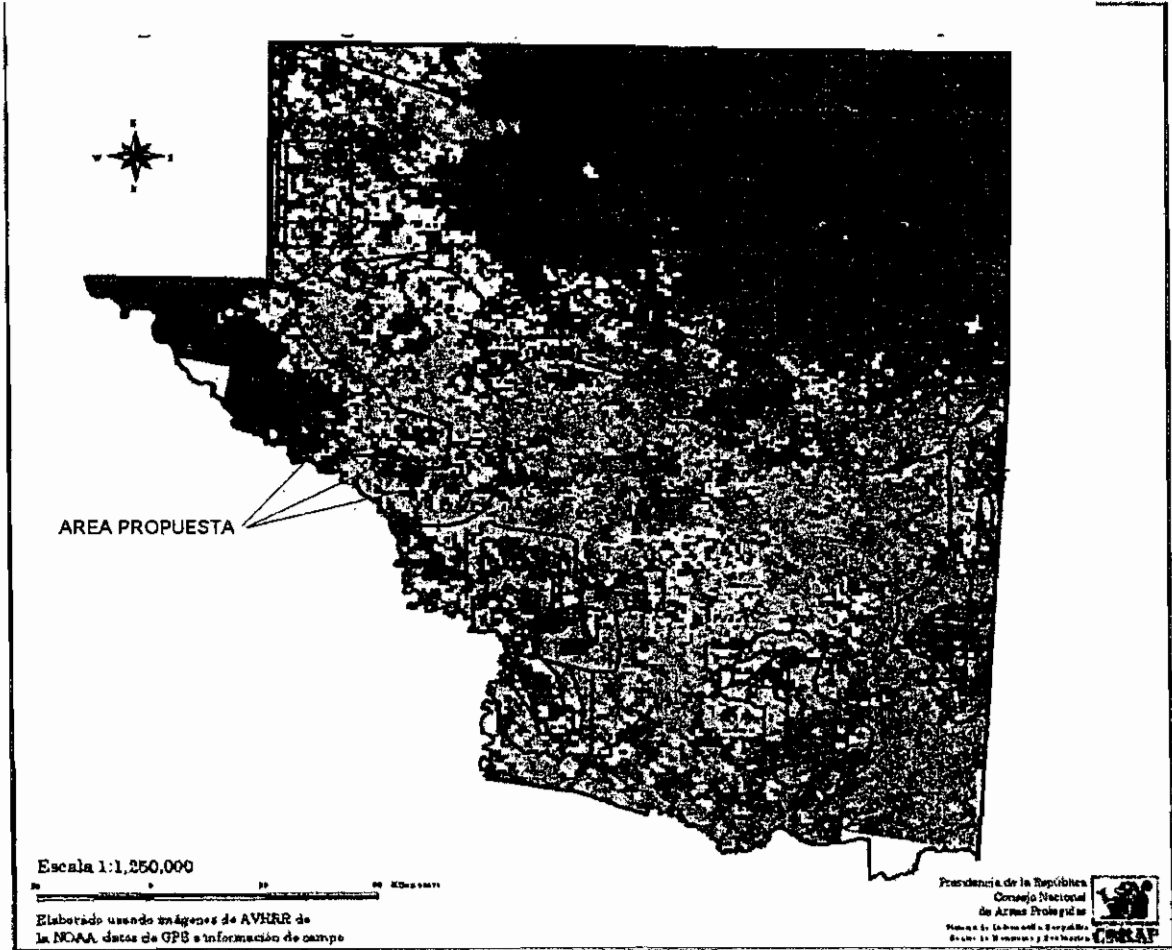 W
AREA PROPUESTA
Escala 1:1,250,000
Elaborado usando imágenes de AVHRR de
la NOAA, datos de GPS e información de campo
Presidencia de la República
Consejo Nacional
de Areas Protegidas
CONAP